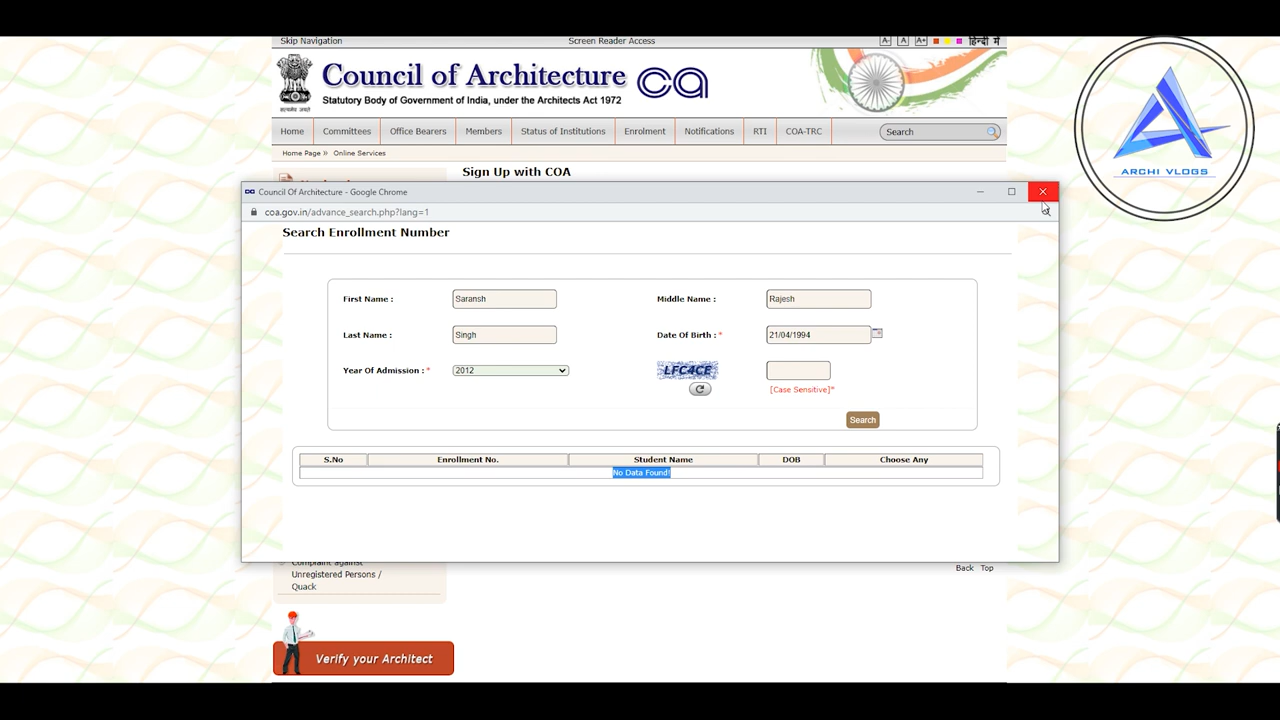 Skip Navigation
Screen Reader Access
A- A A+ हिन्दी में
Council of Architecture
Statutory Body of Government of India, under the Architects Act 1972
ARCHI VLOGS
Home Committees Office Bearers Members Status of Institutions Enrolment Notifications RTI COA-TRC
Search
Home Page » Online Services
Sign Up with COA
Council Of Architecture - Google Chrome
coa.gov.in/advance_search.php?lang=1
Search Enrollment Number
First Name : Saransh Middle Name : Rajesh
Last Name : Singh Date Of Birth : * 21/04/1994
Year Of Admission : * 2012 LFC4CE
[Case Sensitive]*
Search
S.No Enrollment No. Student Name DOB Choose Any
No Data Found!
Complaint against
Unregistered Persons /
Quack
Back Top
Verify your Architect